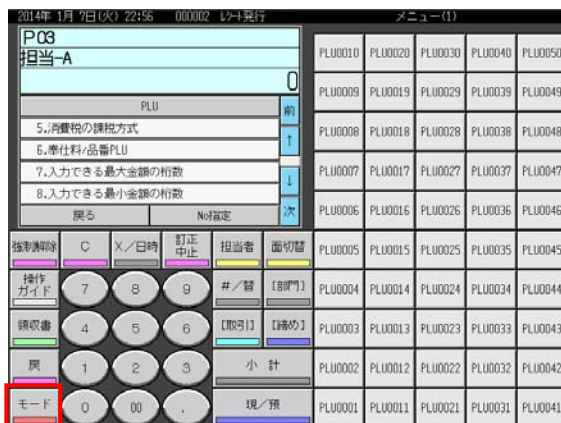 2014年 1月 7日(火) 22:56 000002 レシート発行 メニュー(1)
P03
担当-A
0
PLU 前
5.消費税の課税方式
6.奉仕料/品番PLU ↑
7.入力できる最大金額の桁数 ↓
8.入力できる最小金額の桁数
戻る No指定 次
PLU0010 PLU0020 PLU0030 PLU0040 PLU0050
PLU0009 PLU0019 PLU0029 PLU0039 PLU0049
PLU0008 PLU0018 PLU0028 PLU0038 PLU0048
PLU0007 PLU0017 PLU0027 PLU0037 PLU0047
PLU0006 PLU0016 PLU0026 PLU0036 PLU0046
強制解除 C X/日時 訂正 中止 担当者 面切替 PLU0005 PLU0015 PLU0025 PLU0035 PLU0045
操作 ガイド 7 8 9 #/替 [部門] PLU0004 PLU0014 PLU0024 PLU0034 PLU0044
領収書 4 5 6 [取引] [締め] PLU0003 PLU0013 PLU0023 PLU0033 PLU0043
戻 1 2 3 小 計 PLU0002 PLU0012 PLU0022 PLU0032 PLU0042
モード 0 00 . 現/預 PLU0001 PLU0011 PLU0021 PLU0031 PLU0041